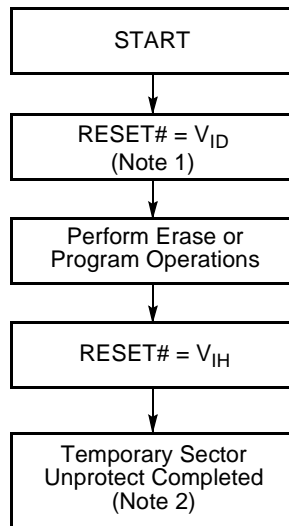 START
RESET# = VID
(Note 1)
Perform Erase or
Program Operations
RESET# = VIH
Temporary Sector
Unprotect Completed
(Note 2)